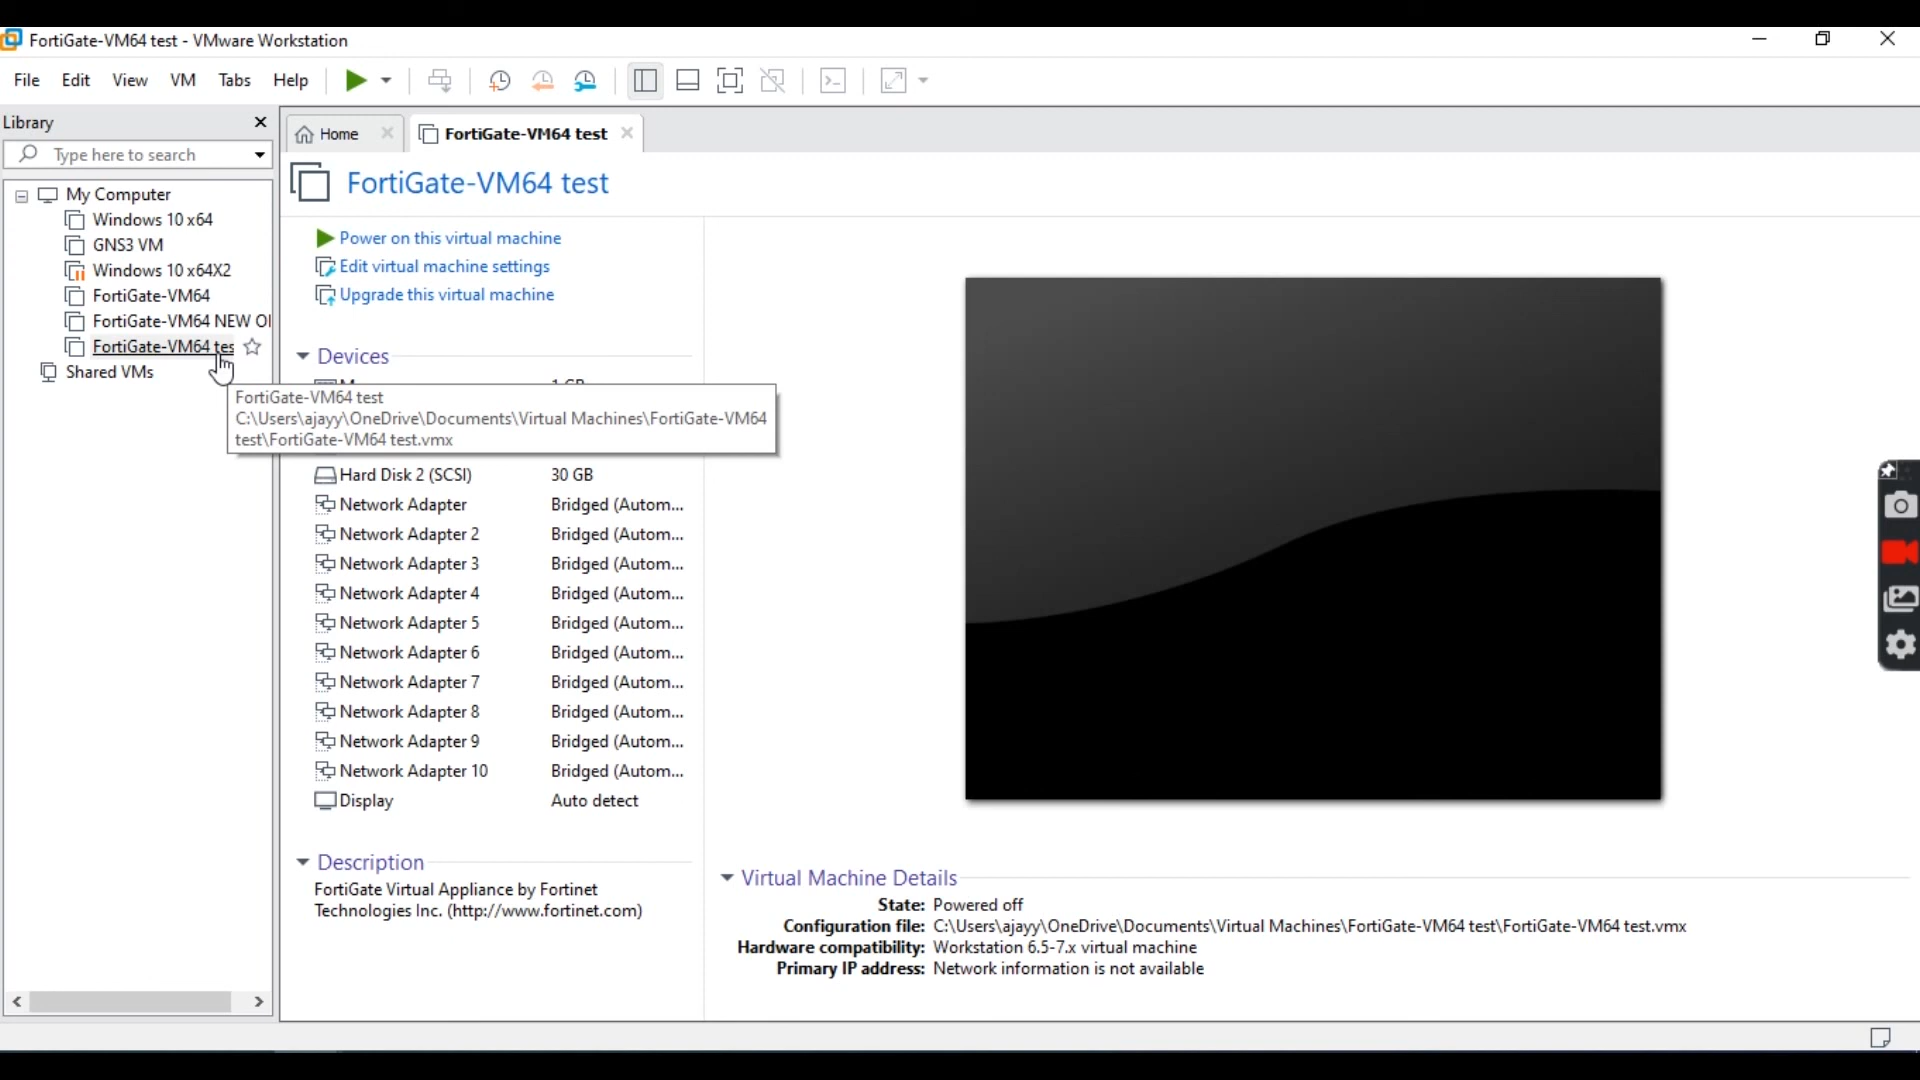 FortiGate-VM64 test - VMware Workstation
File Edit View VM Tabs Help
Library
Type here to search
My Computer
Windows 10 x64
GNS3 VM
Windows 10 x64X2
FortiGate-VM64
FortiGate-VM64 NEW OI
FortiGate-VM64 tes
Shared VMs
Home
FortiGate-VM64 test
FortiGate-VM64 test
Power on this virtual machine
Edit virtual machine settings
Upgrade this virtual machine
Devices
FortiGate-VM64 test
C:\Users\ajayy\OneDrive\Documents\Virtual Machines\FortiGate-VM64
test\FortiGate-VM64 test.vmx
Hard Disk 2 (SCSI) 30 GB
Network Adapter Bridged (Autom...
Network Adapter 2 Bridged (Autom...
Network Adapter 3 Bridged (Autom...
Network Adapter 4 Bridged (Autom...
Network Adapter 5 Bridged (Autom...
Network Adapter 6 Bridged (Autom...
Network Adapter 7 Bridged (Autom...
Network Adapter 8 Bridged (Autom...
Network Adapter 9 Bridged (Autom...
Network Adapter 10 Bridged (Autom...
Display Auto detect
Description
FortiGate Virtual Appliance by Fortinet
Technologies Inc. (http://www.fortinet.com)
Virtual Machine Details
State: Powered off
Configuration file: C:\Users\ajayy\OneDrive\Documents\Virtual Machines\FortiGate-VM64 test\FortiGate-VM64 test.vmx
Hardware compatibility: Workstation 6.5-7.x virtual machine
Primary IP address: Network information is not available